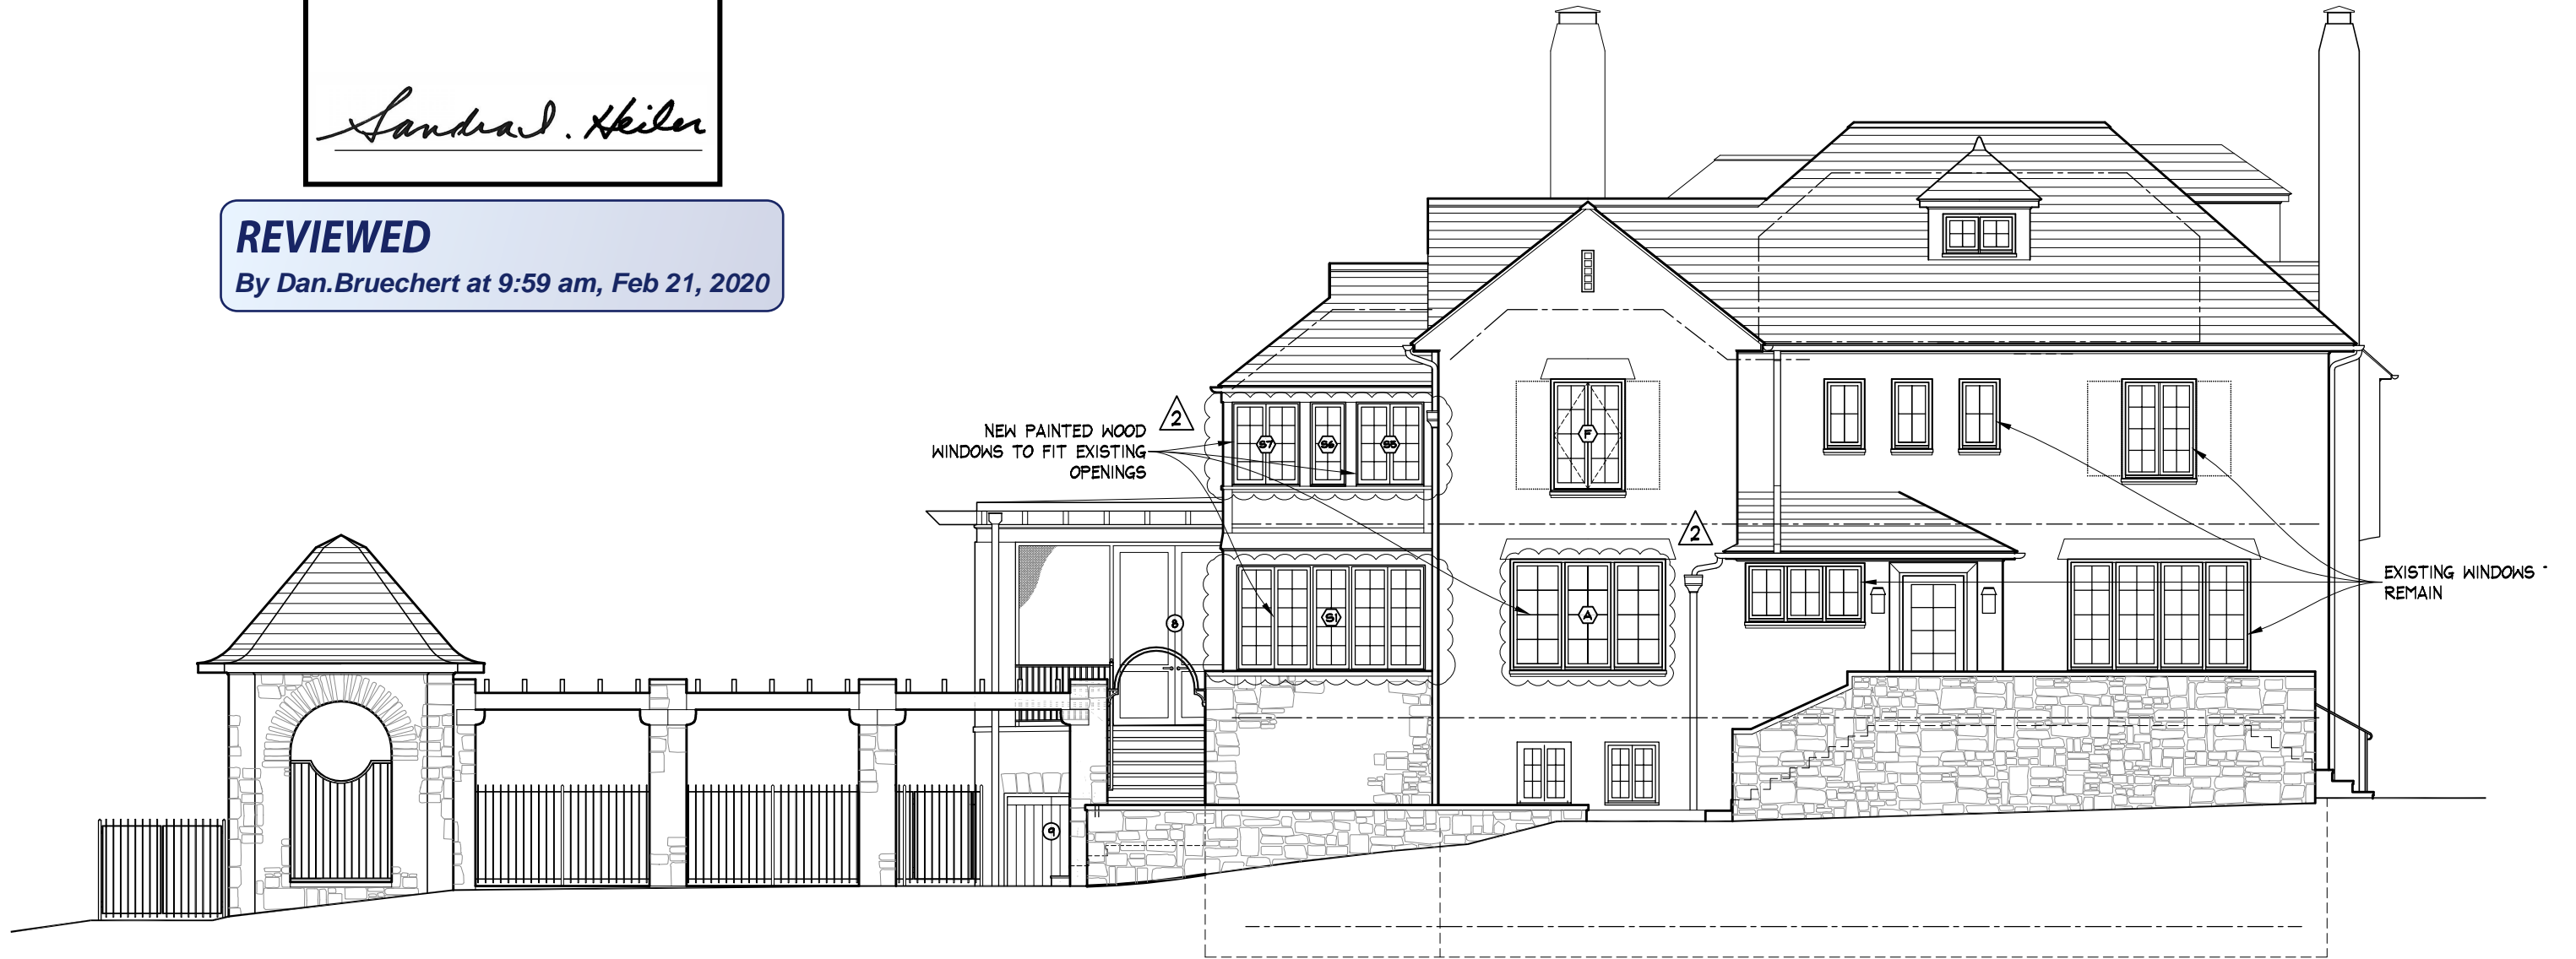 Sandra I. Heiler
REVIEWED
By Dan.Bruechert at 9:59 am, Feb 21, 2020
2
NEW PAINTED WOOD
WINDOWS TO FIT EXISTING
OPENINGS
S7
S6
S5
F
2
EXISTING WINDOWS -
REMAIN
8
S1
A
9